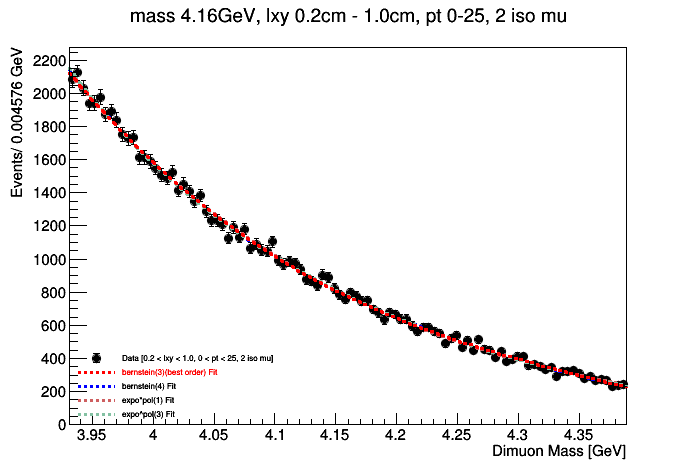 mass 4.16GeV, lxy 0.2cm - 1.0cm, pt 0-25, 2 iso mu
Events/ 0.004576 GeV
2200
2000
1800
1600
1400
1200
1000
800
600
400
200
0
Data [0.2 < lxy < 1.0, 0 < pt < 25, 2 iso mu]
bernstein(3)(best order) Fit
bernstein(4) Fit
expo*pol(1) Fit
expo^pol(3) Fit
3.95 4 4.05 4.1 4.15 4.2 4.25 4.3 4.35
Dimuon Mass [GeV]